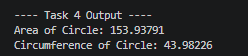 ---- Task 4 Output ----
Area of Circle: 153.93791
Circumference of Circle: 43.98226